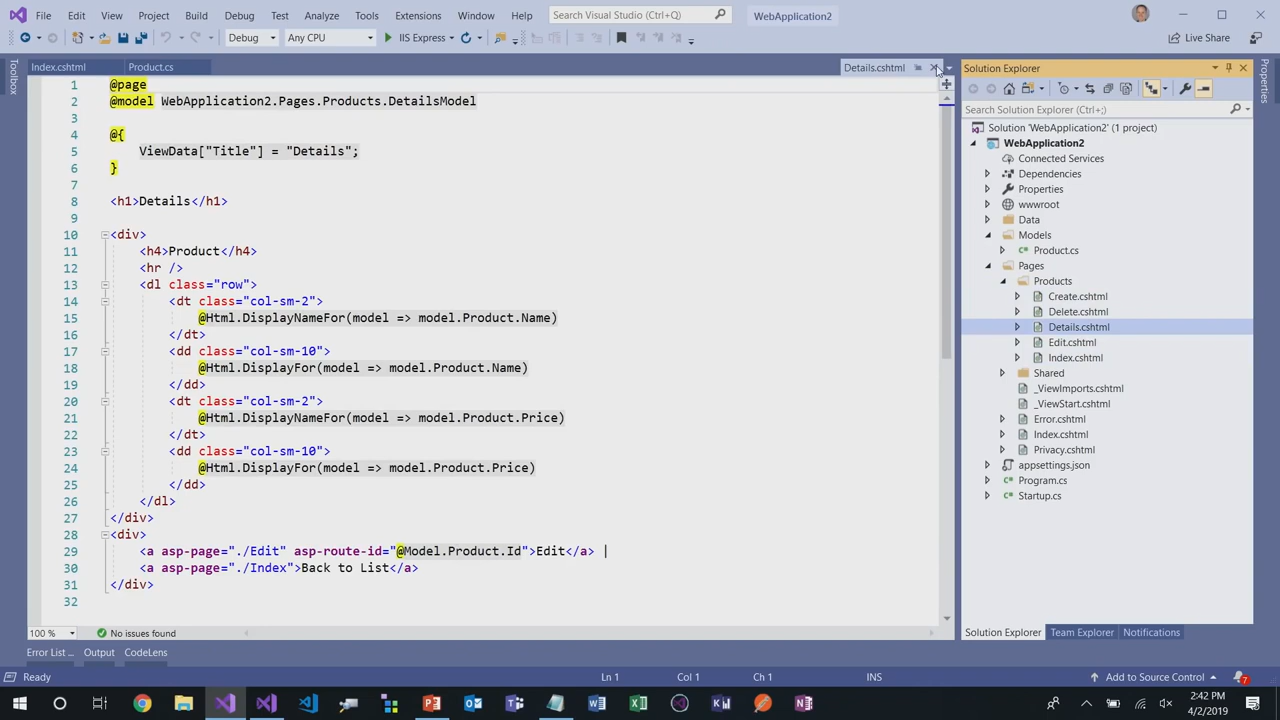 File Edit View Project Build Debug Test Analyze Tools Extensions Window Help Search Visual Studio (Ctrl+Q) WebApplication2
Debug Any CPU IIS Express Live Share
Index.cshtml Product.cs Details.cshtml
Toolbox
1 @page
2 @model WebApplication2.Pages.Products.DetailsModel
3
4 @{
5 ViewData["Title"] = "Details";
6 }
7
8 <h1>Details</h1>
9
10 <div>
11 <h4>Product</h4>
12 <hr />
13 <dl class="row">
14 <dt class="col-sm-2">
15 @Html.DisplayNameFor(model => model.Product.Name)
16 </dt>
17 <dd class="col-sm-10">
18 @Html.DisplayFor(model => model.Product.Name)
19 </dd>
20 <dt class="col-sm-2">
21 @Html.DisplayNameFor(model => model.Product.Price)
22 </dt>
23 <dd class="col-sm-10">
24 @Html.DisplayFor(model => model.Product.Price)
25 </dd>
26 </dl>
27 </div>
28 <div>
29 <a asp-page="./Edit" asp-route-id="@Model.Product.Id">Edit</a> |
30 <a asp-page="./Index">Back to List</a>
31 </div>
32
100 % No issues found
Solution Explorer
Search Solution Explorer (Ctrl+;)
Solution 'WebApplication2' (1 project)
WebApplication2
Connected Services
Dependencies
Properties
wwwroot
Data
Models
Product.cs
Pages
Products
Create.cshtml
Delete.cshtml
Details.cshtml
Edit.cshtml
Index.cshtml
Shared
_ViewImports.cshtml
_ViewStart.cshtml
Error.cshtml
Index.cshtml
Privacy.cshtml
appsettings.json
Program.cs
Startup.cs
Solution Explorer Team Explorer Notifications
Properties
Error List ... Output CodeLens
Ready Ln 1 Col 1 Ch 1 INS Add to Source Control 7
2:42 PM
4/2/2019